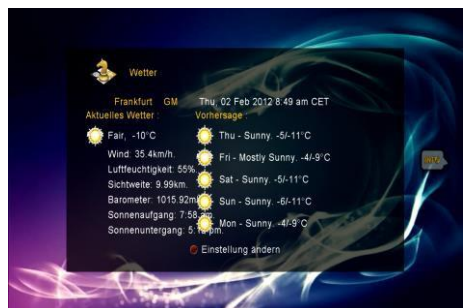 Wetter
Frankfurt GM
Thu, 02 Feb 2012 8:49 am CET
Aktuelles Wetter :
Fair, -10°C
Wind: 35.4km/h.
Luftfeuchtigkeit: 55%
Sichtweite: 9.99km.
Barometer: 1015.92m
Sonnenaufgang: 7:58
Sonnenuntergang: 5: pm.
Vorhersage :
Thu - Sunny. -5/-11°C
Fri - Mostly Sunny. -4/-9°C
Sat - Sunny. -5/-11°C
Sun - Sunny. -6/-11°C
Mon - Sunny. -4/-9°C
Einstellung ändern